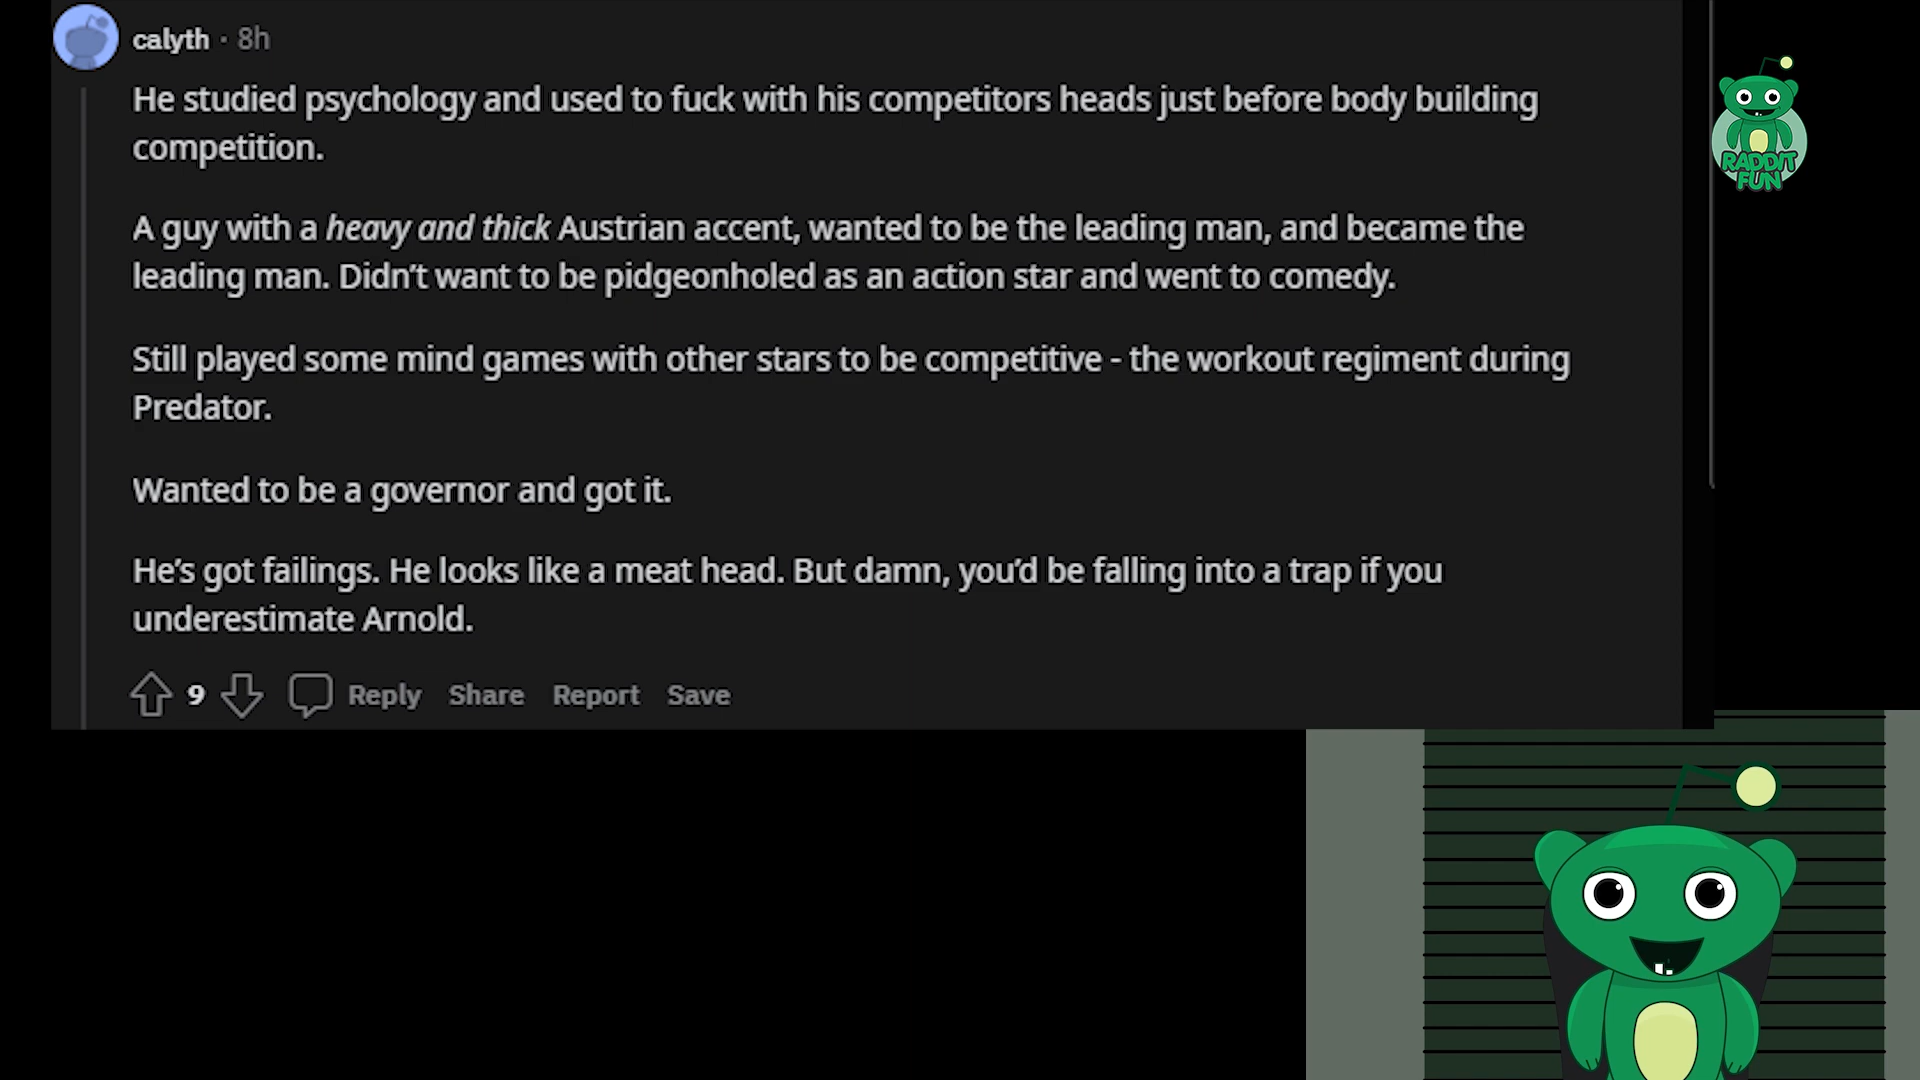 calyth · 8h
He studied psychology and used to fuck with his competitors heads just before body building
competition.
A guy with a heavy and thick Austrian accent, wanted to be the leading man, and became the
leading man. Didn’t want to be pidgeonholed as an action star and went to comedy.
Still played some mind games with other stars to be competitive - the workout regiment during
Predator.
Wanted to be a governor and got it.
He’s got failings. He looks like a meat head. But damn, you’d be falling into a trap if you
underestimate Arnold.
9 Reply Share Report Save
RADDIT
FUN